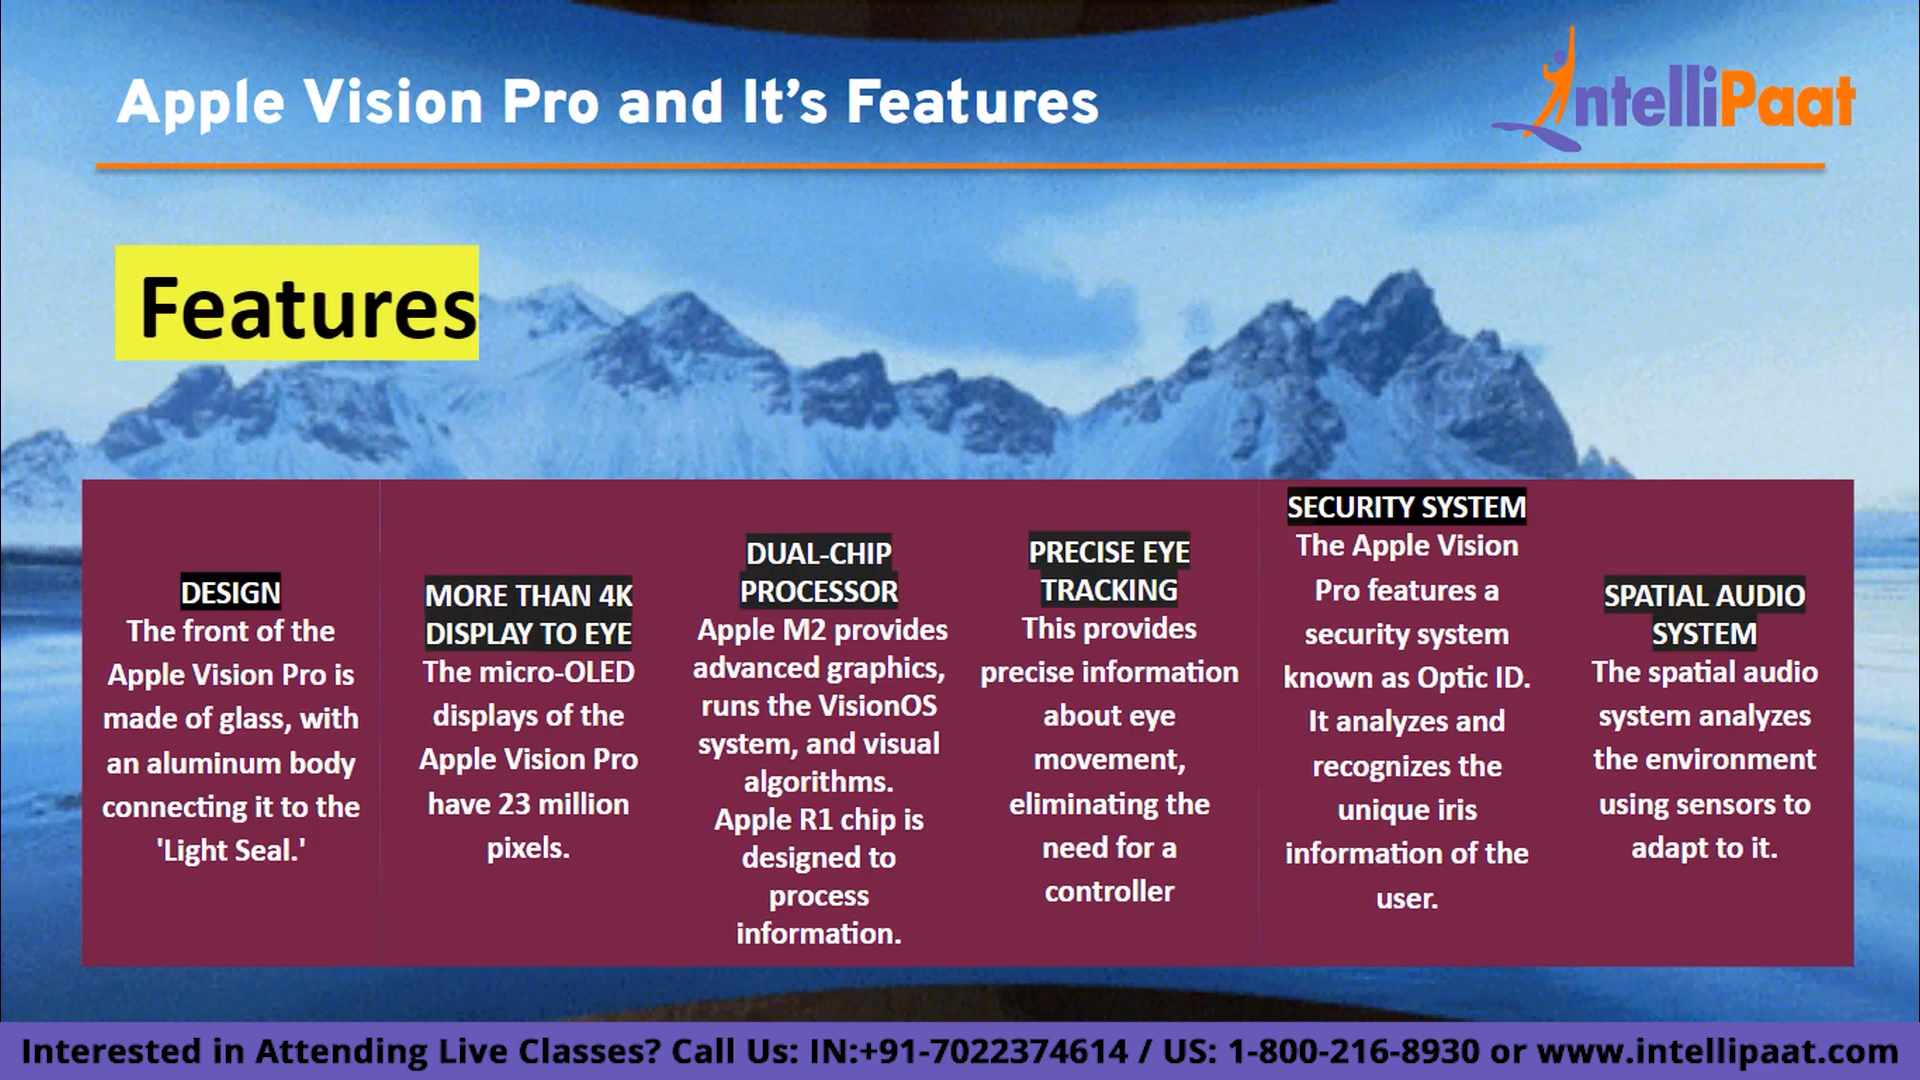 Apple Vision Pro and It's Features
IntelliPaat
Features
DESIGN
The front of the
Apple Vision Pro is
made of glass, with
an aluminum body
connecting it to the
'Light Seal.'
MORE THAN 4K
DISPLAY TO EYE
The micro-OLED
displays of the
Apple Vision Pro
have 23 million
pixels.
DUAL-CHIP
PROCESSOR
Apple M2 provides
advanced graphics,
runs the VisionOS
system, and visual
algorithms.
Apple R1 chip is
designed to
process
information.
PRECISE EYE
TRACKING
This provides
precise information
about eye
movement,
eliminating the
need for a
controller
SECURITY SYSTEM
The Apple Vision
Pro features a
security system
known as Optic ID.
It analyzes and
recognizes the
unique iris
information of the
user.
SPATIAL AUDIO
SYSTEM
The spatial audio
system analyzes
the environment
using sensors to
adapt to it.
Interested in Attending Live Classes? Call Us: IN:+91-7022374614 / US: 1-800-216-8930 or www.intellipaat.com